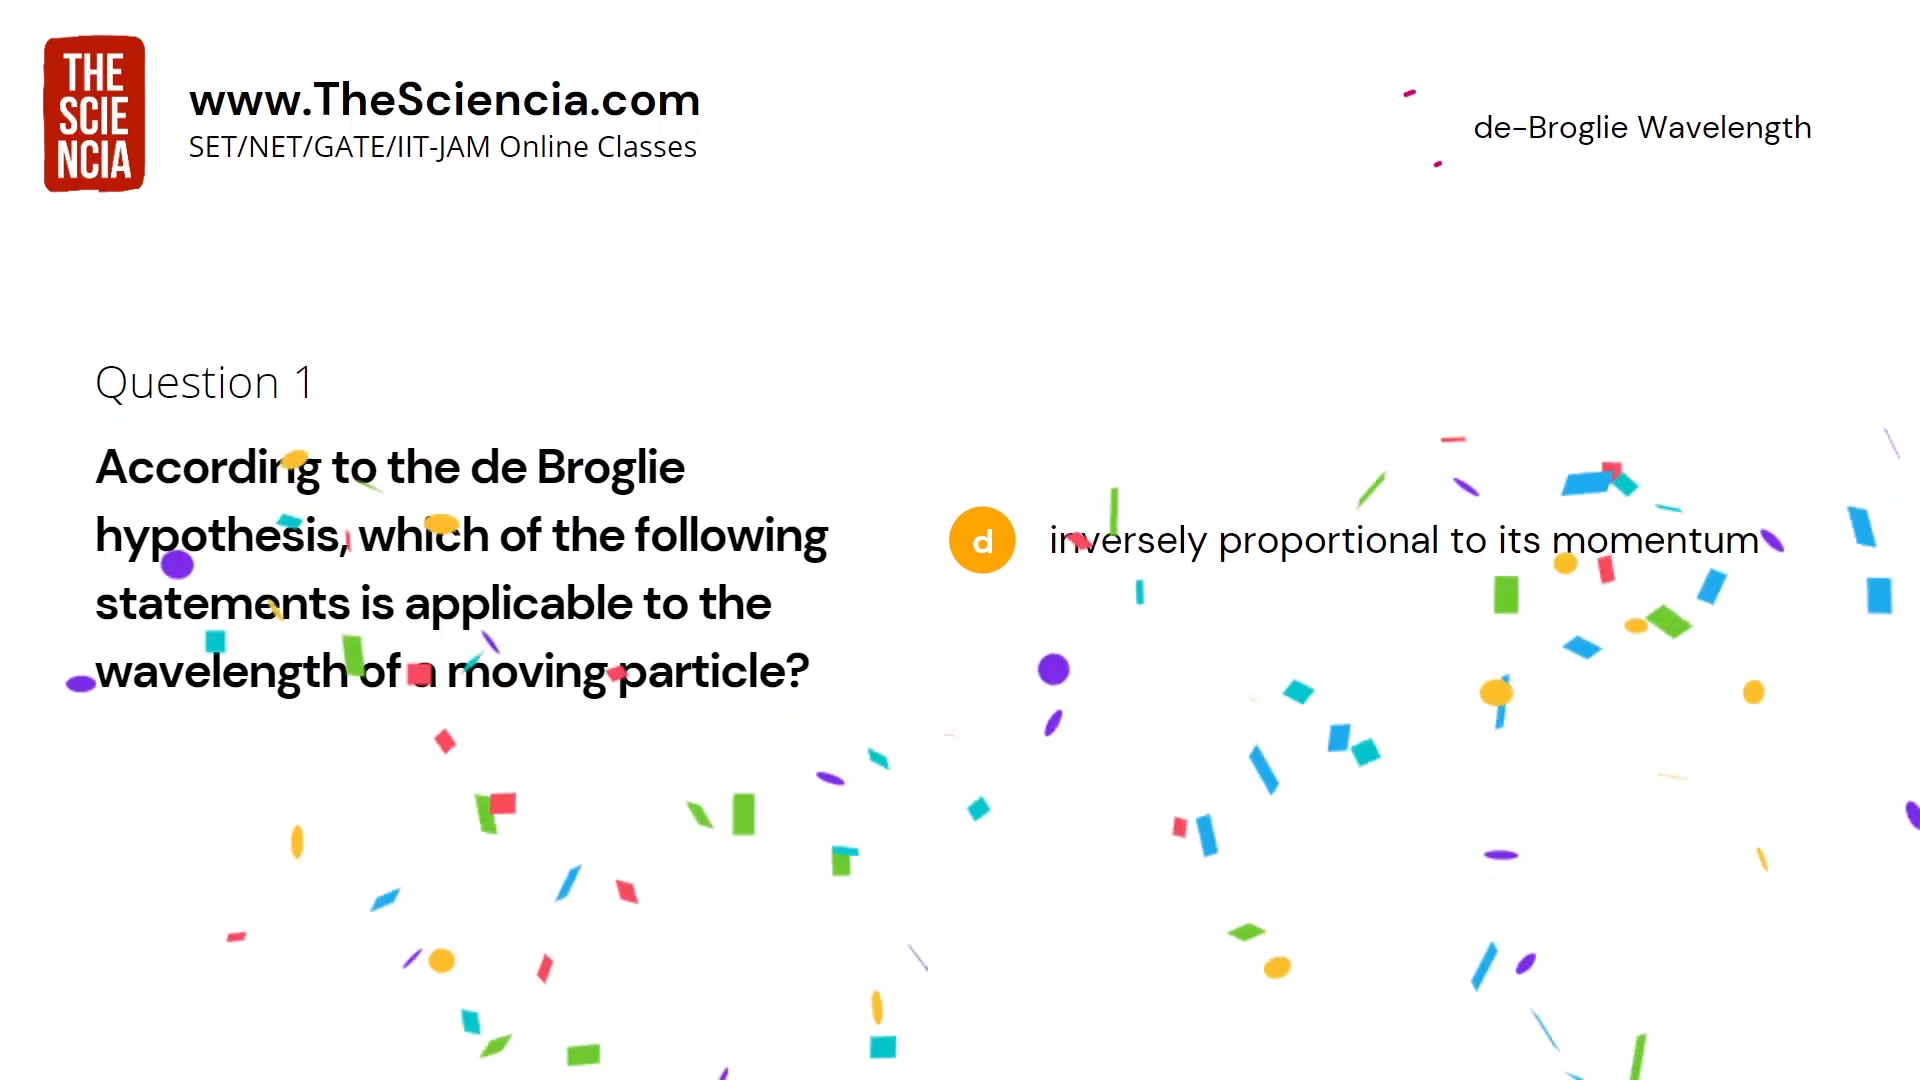 THE
SCIE
NCIA
www.TheSciencia.com
SET/NET/GATE/IIT-JAM Online Classes
de-Broglie Wavelength
Question 1
According to the de Broglie
hypothesis, which of the following
statements is applicable to the
wavelength of a moving particle?
d inversely proportional to its momentum